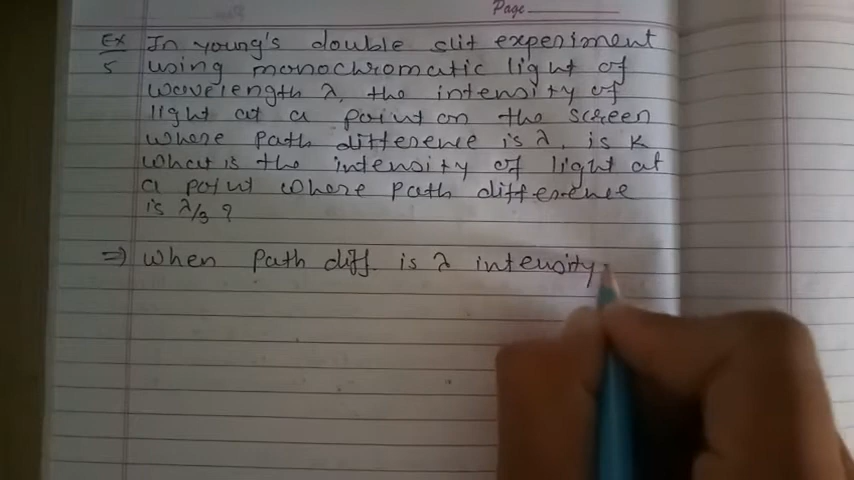 Page
Ex In young's double slit experiment
5 using monochromatic light of
wavelength λ, the intensity of
light at a point on the screen
where path difference is λ, is K
what is the intensity of light at
a point where path difference
is λ/3 ?
⇒ When path diff. is λ intensity